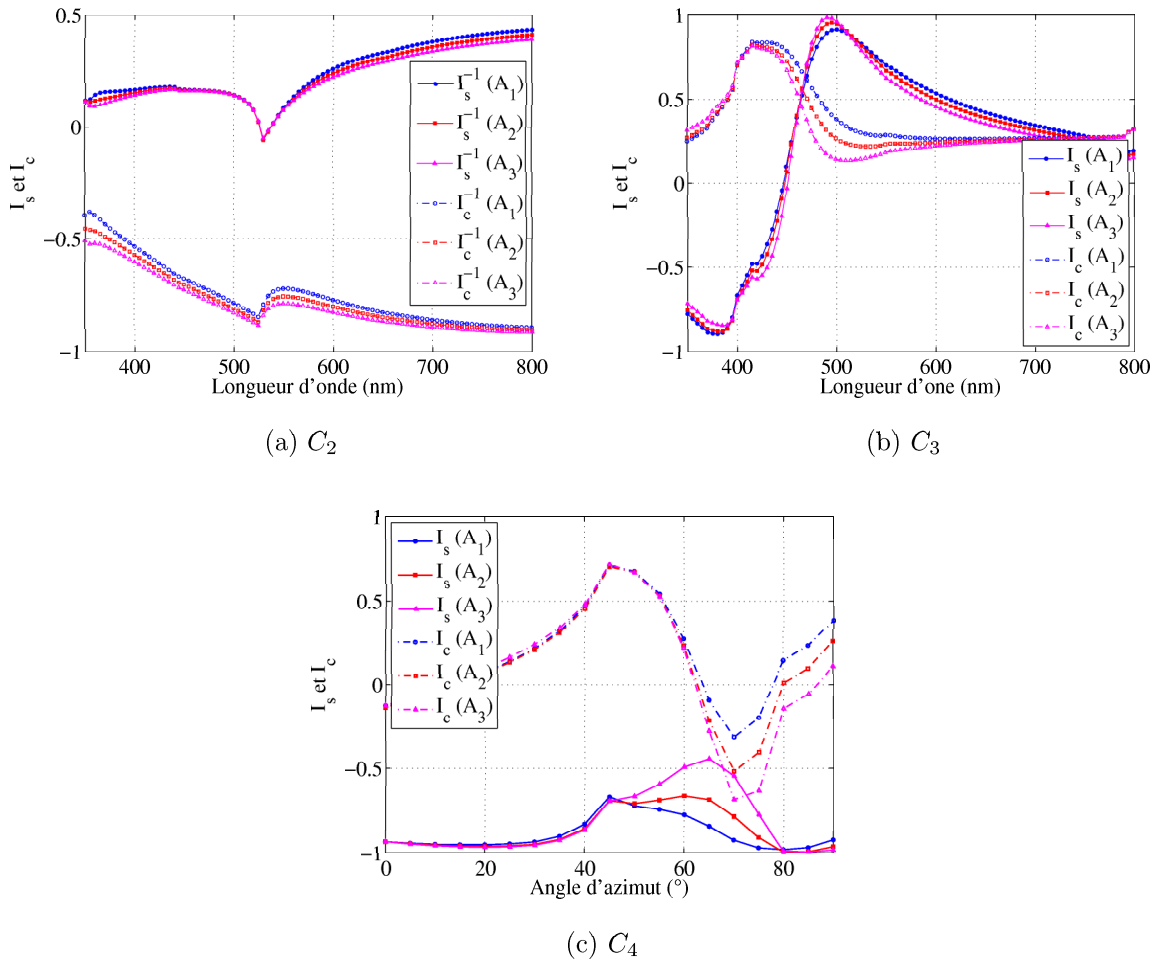 0.5
0
−0.5
−1
I_s et I_c
400 500 600 700 800
Longueur d'onde (nm)
I_s^-1 (A_1)
I_s^-1 (A_2)
I_s^-1 (A_3)
I_c^-1 (A_1)
I_c^-1 (A_2)
I_c^-1 (A_3)
(a) C_2
1
0.5
0
−0.5
−1
I_s et I_c
400 500 600 700 800
Longueur d'one (nm)
I_s (A_1)
I_s (A_2)
I_s (A_3)
I_c (A_1)
I_c (A_2)
I_c (A_3)
(b) C_3
1
0.5
0
−0.5
−1
I_s et I_c
0 20 40 60 80
Angle d'azimut (°)
I_s (A_1)
I_s (A_2)
I_s (A_3)
I_c (A_1)
I_c (A_2)
I_c (A_3)
(c) C_4